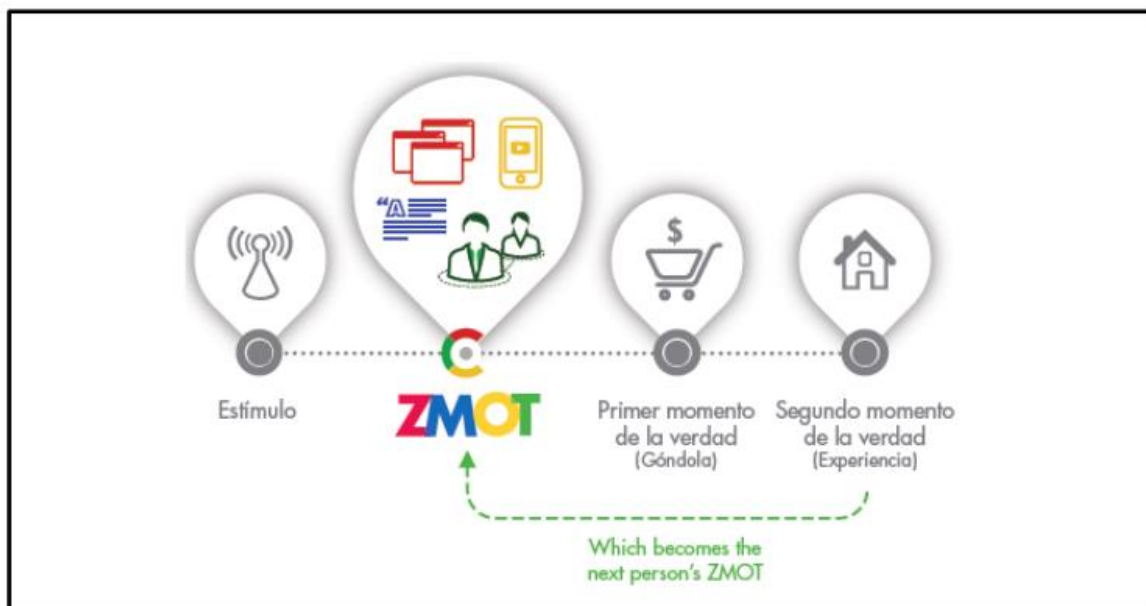 “A
$
Estímulo
ZMOT
Primer momento
de la verdad
(Góndola)
Segundo momento
de la verdad
(Experiencia)
Which becomes the
next person's ZMOT